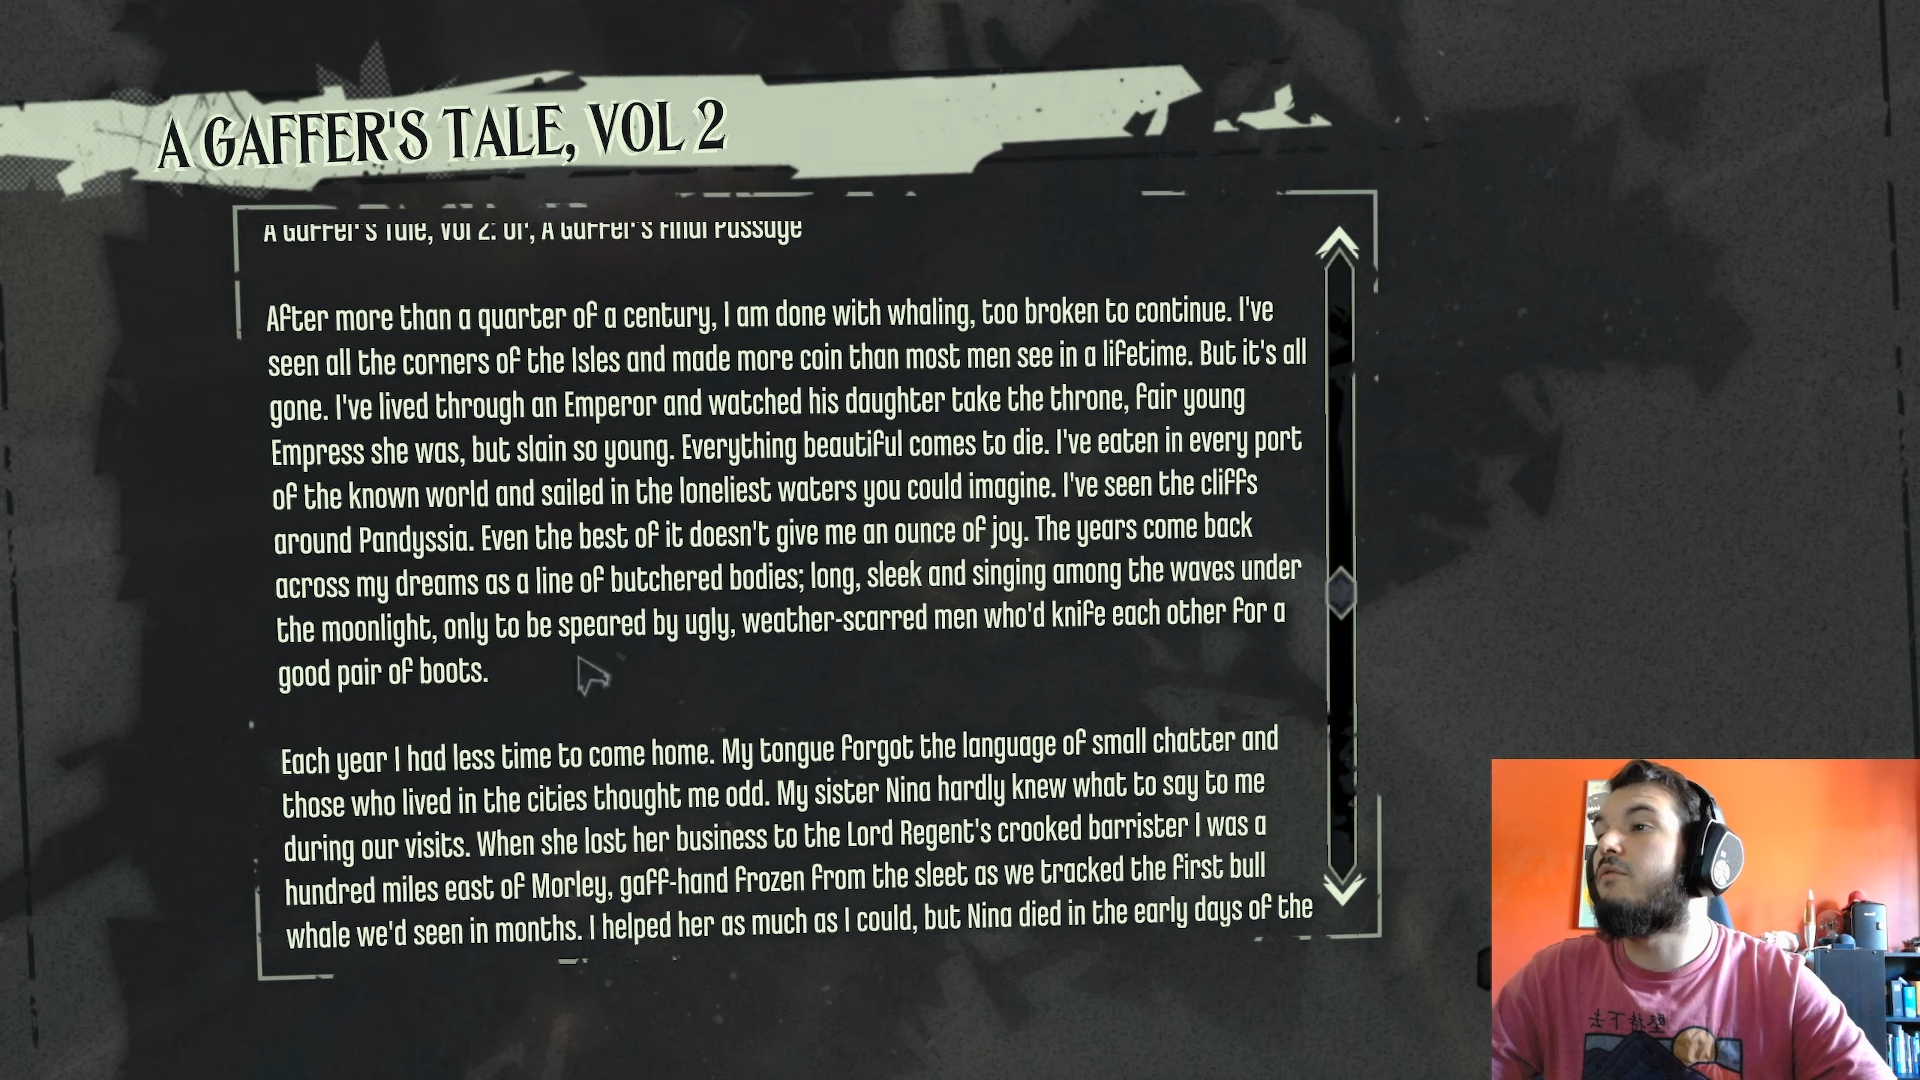 A GAFFER'S TALE, VOL 2
A Gaffer's Tale, Vol 2: or, A Gaffer's Final Passage
After more than a quarter of a century, I am done with whaling, too broken to continue. I've
seen all the corners of the Isles and made more coin than most men see in a lifetime. But it's all
gone. I've lived through an Emperor and watched his daughter take the throne, fair young
Empress she was, but slain so young. Everything beautiful comes to die. I've eaten in every port
of the known world and sailed in the loneliest waters you could imagine. I've seen the cliffs
around Pandyssia. Even the best of it doesn't give me an ounce of joy. The years come back
across my dreams as a line of butchered bodies; long, sleek and singing among the waves under
the moonlight, only to be speared by ugly, weather-scarred men who'd knife each other for a
good pair of boots.
Each year I had less time to come home. My tongue forgot the language of small chatter and
those who lived in the cities thought me odd. My sister Nina hardly knew what to say to me
during our visits. When she lost her business to the Lord Regent's crooked barrister I was a
hundred miles east of Morley, gaff-hand frozen from the sleet as we tracked the first bull
whale we'd seen in months. I helped her as much as I could, but Nina died in the early days of the
堅持下去